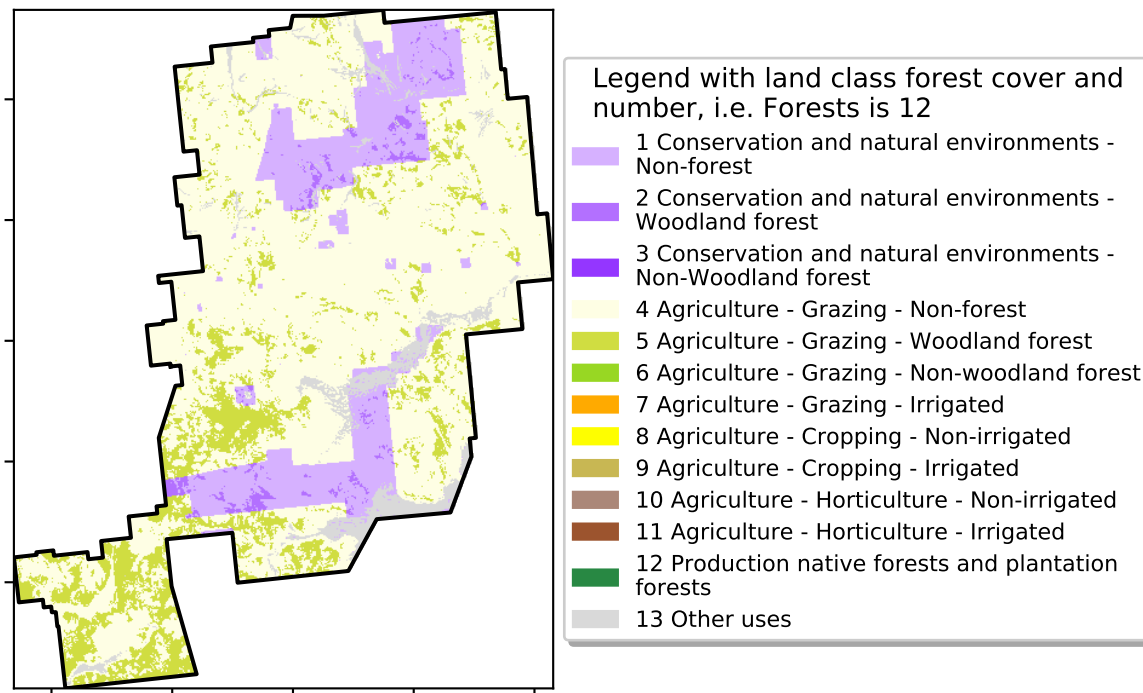 Legend with land class forest cover and
number, i.e. Forests is 12
1 Conservation and natural environments -
Non-forest
2 Conservation and natural environments -
Woodland forest
3 Conservation and natural environments -
Non-Woodland forest
4 Agriculture - Grazing - Non-forest
5 Agriculture - Grazing - Woodland forest
6 Agriculture - Grazing - Non-woodland forest
7 Agriculture - Grazing - Irrigated
8 Agriculture - Cropping - Non-irrigated
9 Agriculture - Cropping - Irrigated
10 Agriculture - Horticulture - Non-irrigated
11 Agriculture - Horticulture - Irrigated
12 Production native forests and plantation
forests
13 Other uses